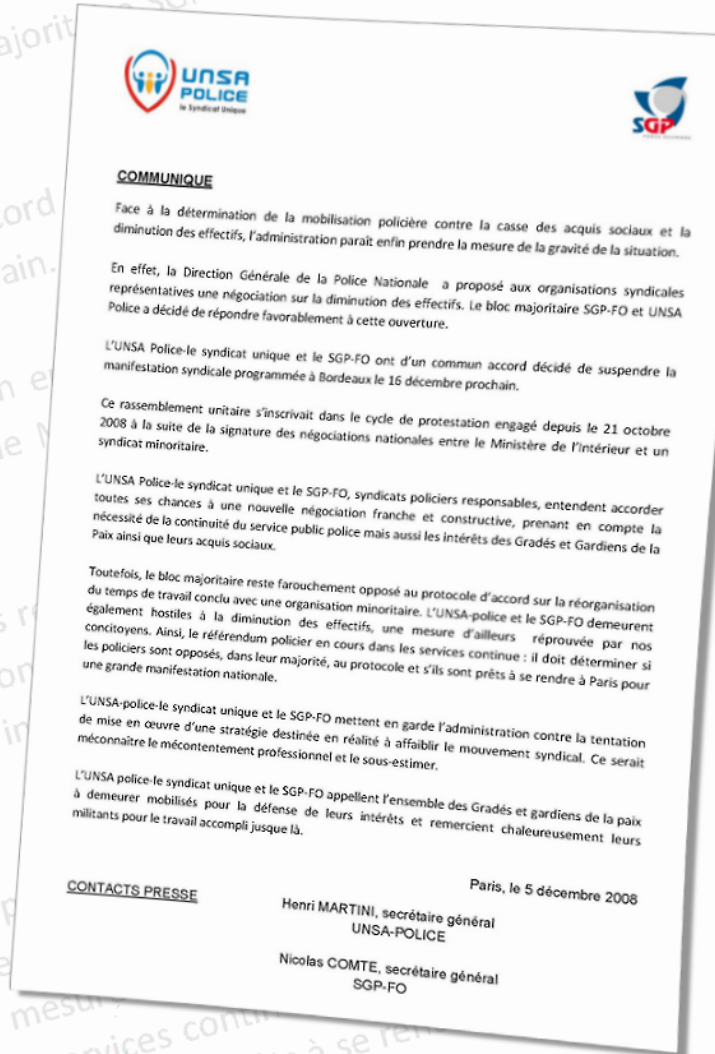 UNSA
POLICE
le Syndicat Unique
SGP
COMMUNIQUE
Face à la détermination de la mobilisation policière contre la casse des acquis sociaux et la
diminution des effectifs, l'administration paraît enfin prendre la mesure de la gravité de la situation.
En effet, la Direction Générale de la Police Nationale a proposé aux organisations syndicales
représentatives une négociation sur la diminution des effectifs. Le bloc majoritaire SGP-FO et UNSA
Police a décidé de répondre favorablement à cette ouverture.
L'UNSA Police-le syndicat unique et le SGP-FO ont d'un commun accord décidé de suspendre la
manifestation syndicale programmée à Bordeaux le 16 décembre prochain.
Ce rassemblement unitaire s'inscrivait dans le cycle de protestation engagé depuis le 21 octobre
2008 à la suite de la signature des négociations nationales entre le Ministère de l'Intérieur et un
syndicat minoritaire.
L'UNSA Police-le syndicat unique et le SGP-FO, syndicats policiers responsables, entendent accorder
toutes ses chances à une nouvelle négociation franche et constructive, prenant en compte la
nécessité de la continuité du service public police mais aussi les intérêts des Gradés et Gardiens de la
Paix ainsi que leurs acquis sociaux.
Toutefois, le bloc majoritaire reste farouchement opposé au protocole d'accord sur la réorganisation
du temps de travail conclu avec une organisation minoritaire. L'UNSA-police et le SGP-FO demeurent
également hostiles à la diminution des effectifs, une mesure d'ailleurs réprouvée par nos
concitoyens. Ainsi, le référendum policier en cours dans les services continue : il doit déterminer si
les policiers sont opposés, dans leur majorité, au protocole et s'ils sont prêts à se rendre à Paris pour
une grande manifestation nationale.
L'UNSA-police-le syndicat unique et le SGP-FO mettent en garde l'administration contre la tentation
de mise en œuvre d'une stratégie destinée en réalité à affaiblir le mouvement syndical. Ce serait
méconnaître le mécontentement professionnel et le sous-estimer.
L'UNSA police-le syndicat unique et le SGP-FO appellent l'ensemble des Gradés et gardiens de la paix
à demeurer mobilisés pour la défense de leurs intérêts et remercient chaleureusement leurs
militants pour le travail accompli jusque là.
Paris, le 5 décembre 2008
CONTACTS PRESSE
Henri MARTINI, secrétaire général
UNSA-POLICE
Nicolas COMTE, secrétaire général
SGP-FO